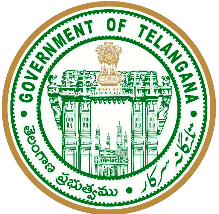 GOVERNMENT OF TELANGANA
తెలంగాణ ప్రభుత్వము
تلنگانہ سرکار